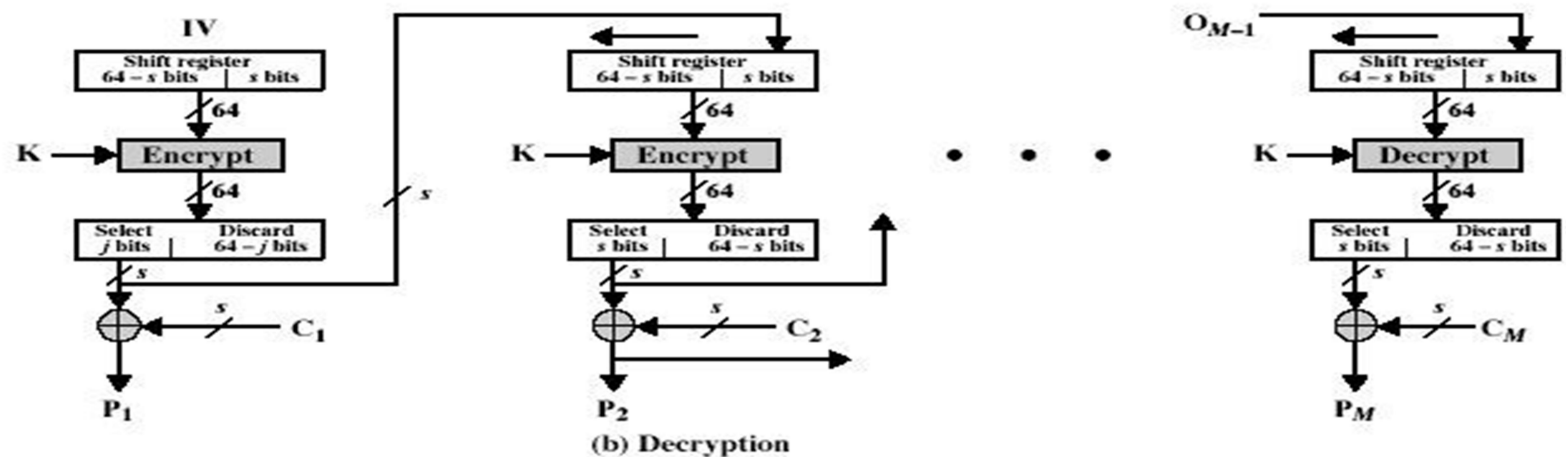 IV
Shift register
64 – s bits | s bits
64
K
Encrypt
64
Select Discard
j bits | 64 – j bits
s
s
C1
P1
s
Shift register
64 – s bits | s bits
64
K
Encrypt
64
Select Discard
s bits | 64 – s bits
s
s
C2
P2
O M–1
Shift register
64 – s bits | s bits
64
K
Decrypt
64
Select Discard
s bits | 64 – s bits
s
s
CM
PM
(b) Decryption